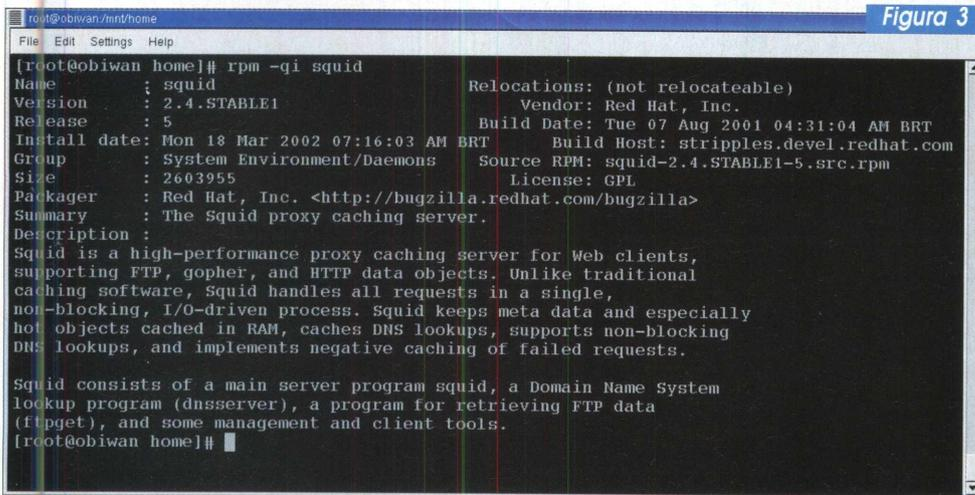 root@obiwan:/mnt/home
Figura 3
File Edit Settings Help
[root@obiwan home]# rpm -qi squid
Name : squid Relocations: (not relocateable)
Version : 2.4.STABLE1 Vendor: Red Hat, Inc.
Release : 5 Build Date: Tue 07 Aug 2001 04:31:04 AM BRT
Install date: Mon 18 Mar 2002 07:16:03 AM BRT Build Host: stripples.devel.redhat.com
Group : System Environment/Daemons Source RPM: squid-2.4.STABLE1-5.src.rpm
Size : 2603955 License: GPL
Packager : Red Hat, Inc. <http://bugzilla.redhat.com/bugzilla>
Summary : The Squid proxy caching server.
Description :
Squid is a high-performance proxy caching server for Web clients,
supporting FTP, gopher, and HTTP data objects. Unlike traditional
caching software, Squid handles all requests in a single,
non-blocking, I/O-driven process. Squid keeps meta data and especially
hot objects cached in RAM, caches DNS lookups, supports non-blocking
DNS lookups, and implements negative caching of failed requests.
Squid consists of a main server program squid, a Domain Name System
lookup program (dnsserver), a program for retrieving FTP data
(ftpget), and some management and client tools.
[root@obiwan home]#